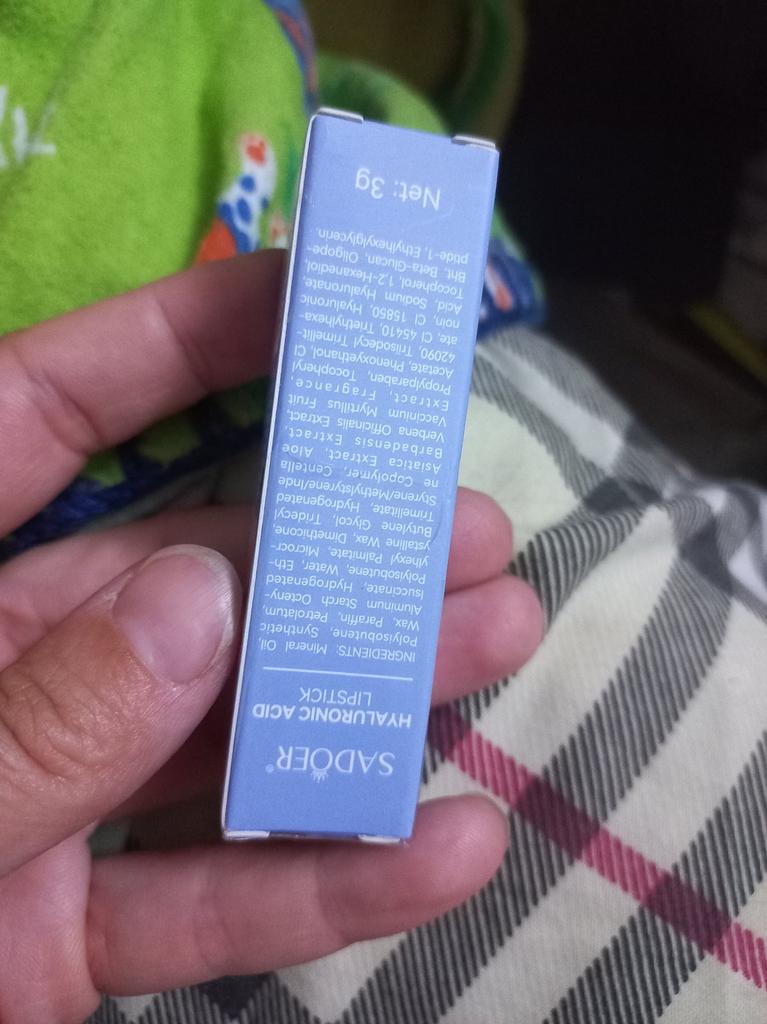 SADOER®
HYALURONIC ACID
LIPSTICK
INGREDIENTS: Mineral Oil,
Polyisobutene, Synthetic
Wax, Paraffin, Petrolatum,
Aluminum Starch Octeny-
lsuccinate, Hydrogenated
Polyisobutene, Water, Eth-
ylhexyl Palmitate, Microcr-
ystalline Wax, Dimethicone,
Butylene Glycol, Tridecyl
Trimellitate, Hydrogenated
Styrene/Methylstyrene/Inde
ne Copolymer, Centella
Asiatica Extract, Aloe
Barbadensis Extract,
Verbena Officinalis Extract,
Vaccinium Myrtillus Fruit
Extract, Fragrance,
Propylparaben, Tocopheryl
Acetate, Phenoxyethanol, CI
42090, Triisodecyl Trimellit-
ate, CI 45410, Triethylhexa-
noin, CI 15850, Hyaluronic
Acid, Sodium Hyaluronate,
Tocopherol, 1,2-Hexanediol,
Bht, Beta-Glucan, Oligope-
ptide-1, Ethylhexylglycerin.
Net: 3g